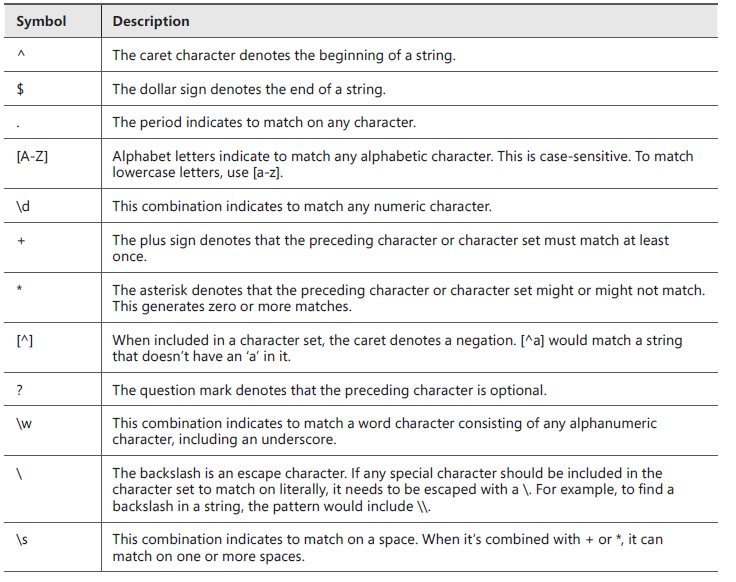 Symbol Description
^ The caret character denotes the beginning of a string.
$ The dollar sign denotes the end of a string.
. The period indicates to match on any character.
[A-Z] Alphabet letters indicate to match any alphabetic character. This is case-sensitive. To match
lowercase letters, use [a-z].
\d This combination indicates to match any numeric character.
+ The plus sign denotes that the preceding character or character set must match at least
once.
* The asterisk denotes that the preceding character or character set might or might not match.
This generates zero or more matches.
[^] When included in a character set, the caret denotes a negation. [^a] would match a string
that doesn’t have an ‘a’ in it.
? The question mark denotes that the preceding character is optional.
\w This combination indicates to match a word character consisting of any alphanumeric
character, including an underscore.
\ The backslash is an escape character. If any special character should be included in the
character set to match on literally, it needs to be escaped with a \. For example, to find a
backslash in a string, the pattern would include \\.
\s This combination indicates to match on a space. When it’s combined with + or *, it can
match on one or more spaces.